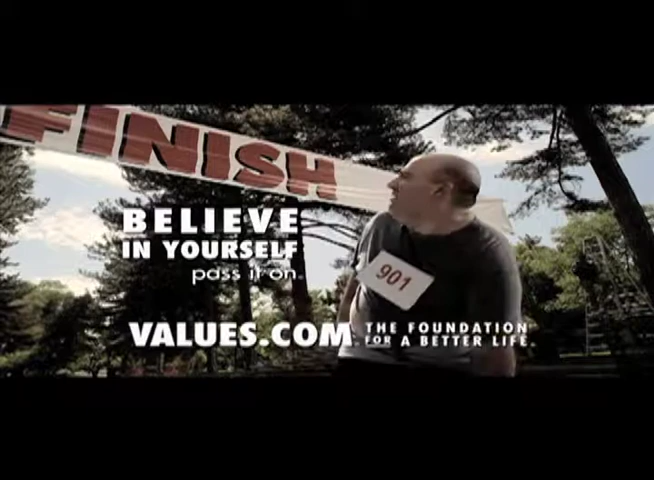 FINISH
BELIEVE
IN YOURSELF
pass it on
901
VALUES.COM THE FOUNDATION
FOR A BETTER LIFE